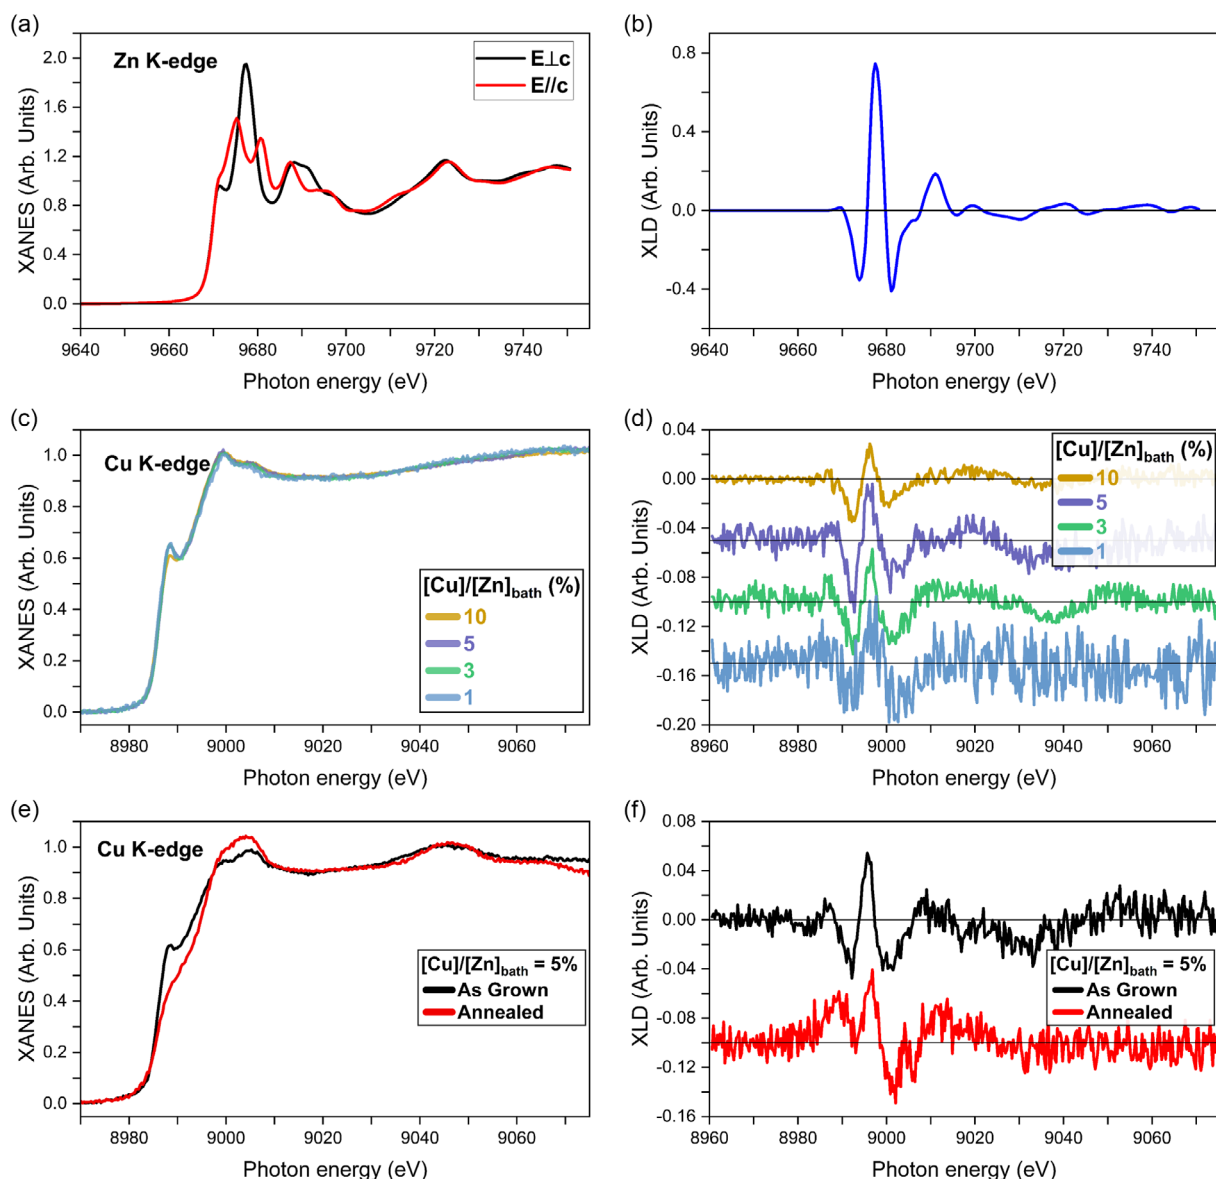 (a)
Zn K-edge
E⊥c
E//c
XANES (Arb. Units)
2.0
1.6
1.2
0.8
0.4
0.0
9640
9660
9680
9700
9720
9740
Photon energy (eV)
(b)
XLD (Arb. Units)
0.8
0.4
0.0
-0.4
9640
9660
9680
9700
9720
9740
Photon energy (eV)
(c)
Cu K-edge
XANES (Arb. Units)
1.0
0.8
0.6
0.4
0.2
0.0
[Cu]/[Zn]bath (%)
10
5
3
1
8980
9000
9020
9040
9060
Photon energy (eV)
(d)
XLD (Arb. Units)
0.04
0.00
-0.04
-0.08
-0.12
-0.16
-0.20
[Cu]/[Zn]bath (%)
10
5
3
1
8960
8980
9000
9020
9040
9060
Photon energy (eV)
(e)
Cu K-edge
XANES (Arb. Units)
1.0
0.8
0.6
0.4
0.2
0.0
[Cu]/[Zn]bath = 5%
As Grown
Annealed
8980
9000
9020
9040
9060
Photon energy (eV)
(f)
XLD (Arb. Units)
0.08
0.04
0.00
-0.04
-0.08
-0.12
-0.16
[Cu]/[Zn]bath = 5%
As Grown
Annealed
8960
8980
9000
9020
9040
9060
Photon energy (eV)